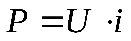 P = U · i